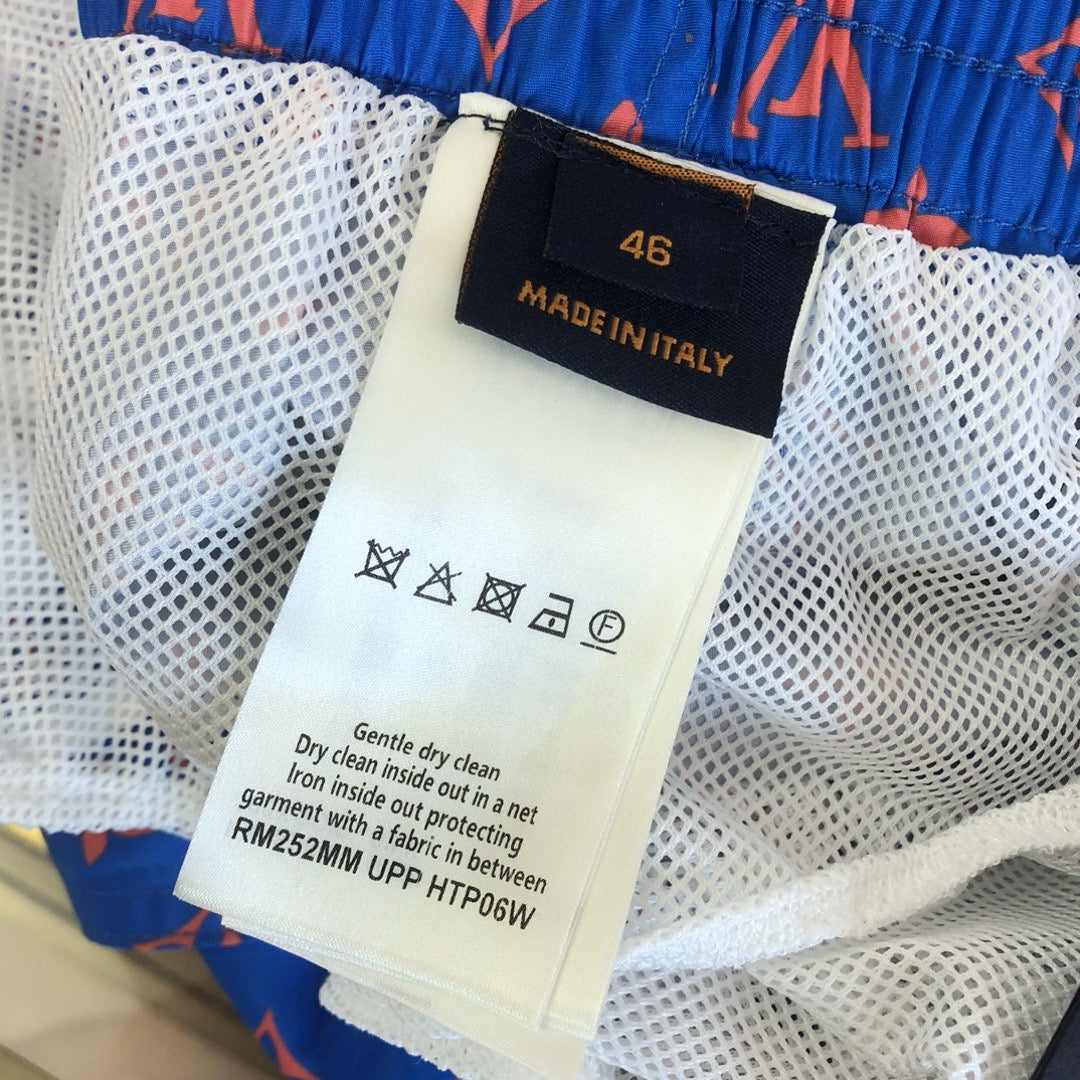 46
MADE IN ITALY
F
Gentle dry clean
Dry clean inside out in a net
Iron inside out protecting
garment with a fabric in between
RM252MM UPP HTP06W